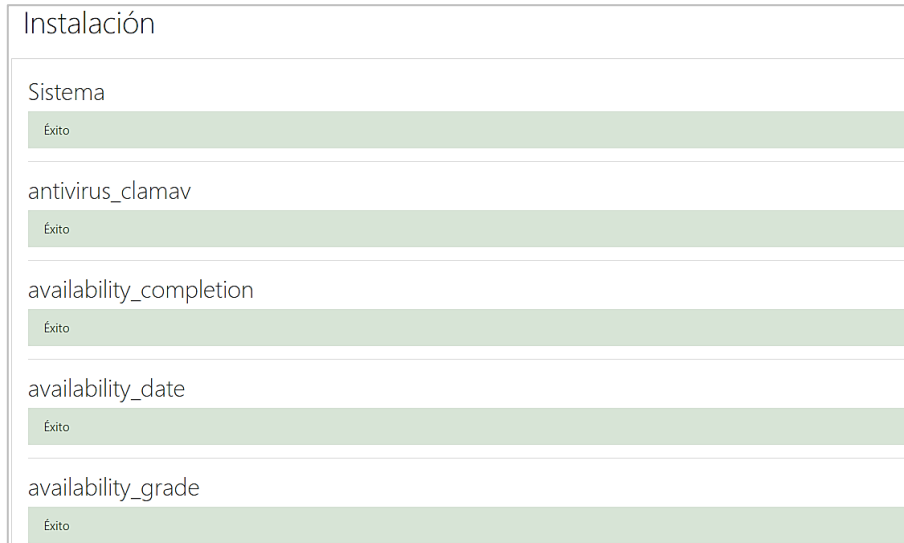 Instalación
Sistema
Éxito
antivirus_clamav
Éxito
availability_completion
Éxito
availability_date
Éxito
availability_grade
Éxito